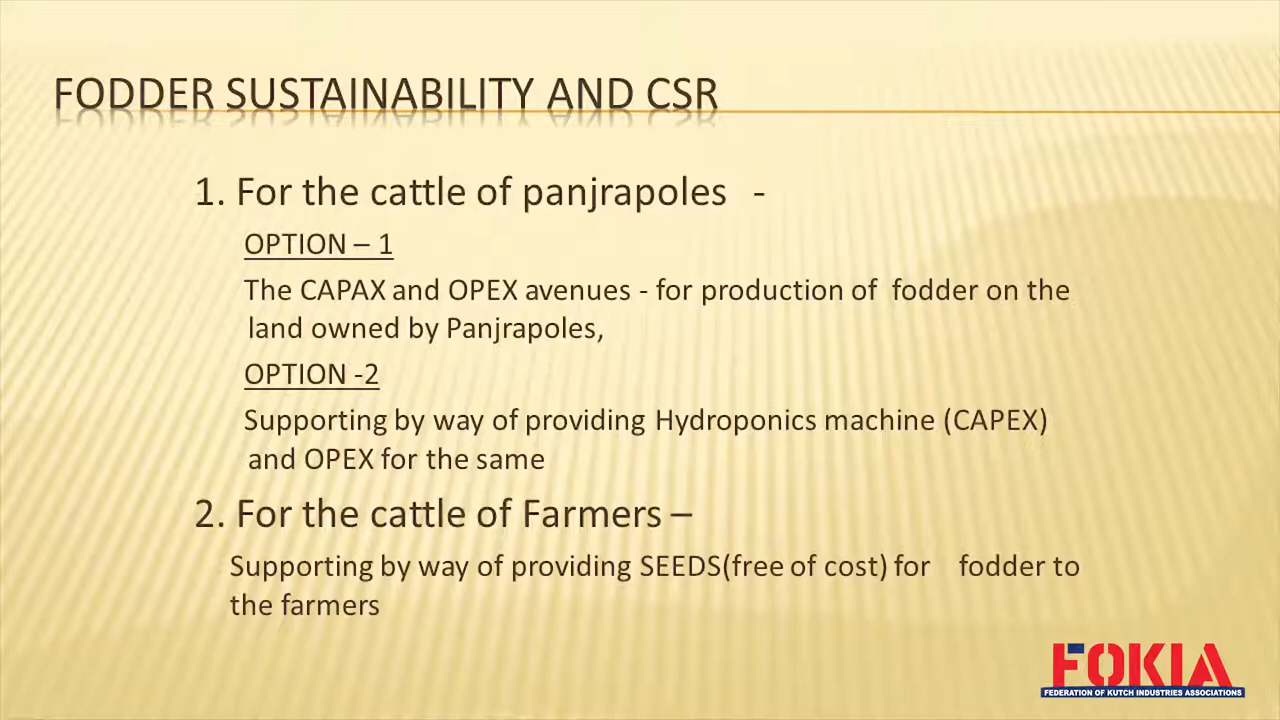 FODDER SUSTAINABILITY AND CSR
1. For the cattle of panjrapoles -
OPTION – 1
The CAPAX and OPEX avenues - for production of fodder on the
land owned by Panjrapoles,
OPTION -2
Supporting by way of providing Hydroponics machine (CAPEX)
and OPEX for the same
2. For the cattle of Farmers –
Supporting by way of providing SEEDS(free of cost) for fodder to
the farmers
FOKIA
FEDERATION OF KUTCH INDUSTRIES ASSOCIATIONS